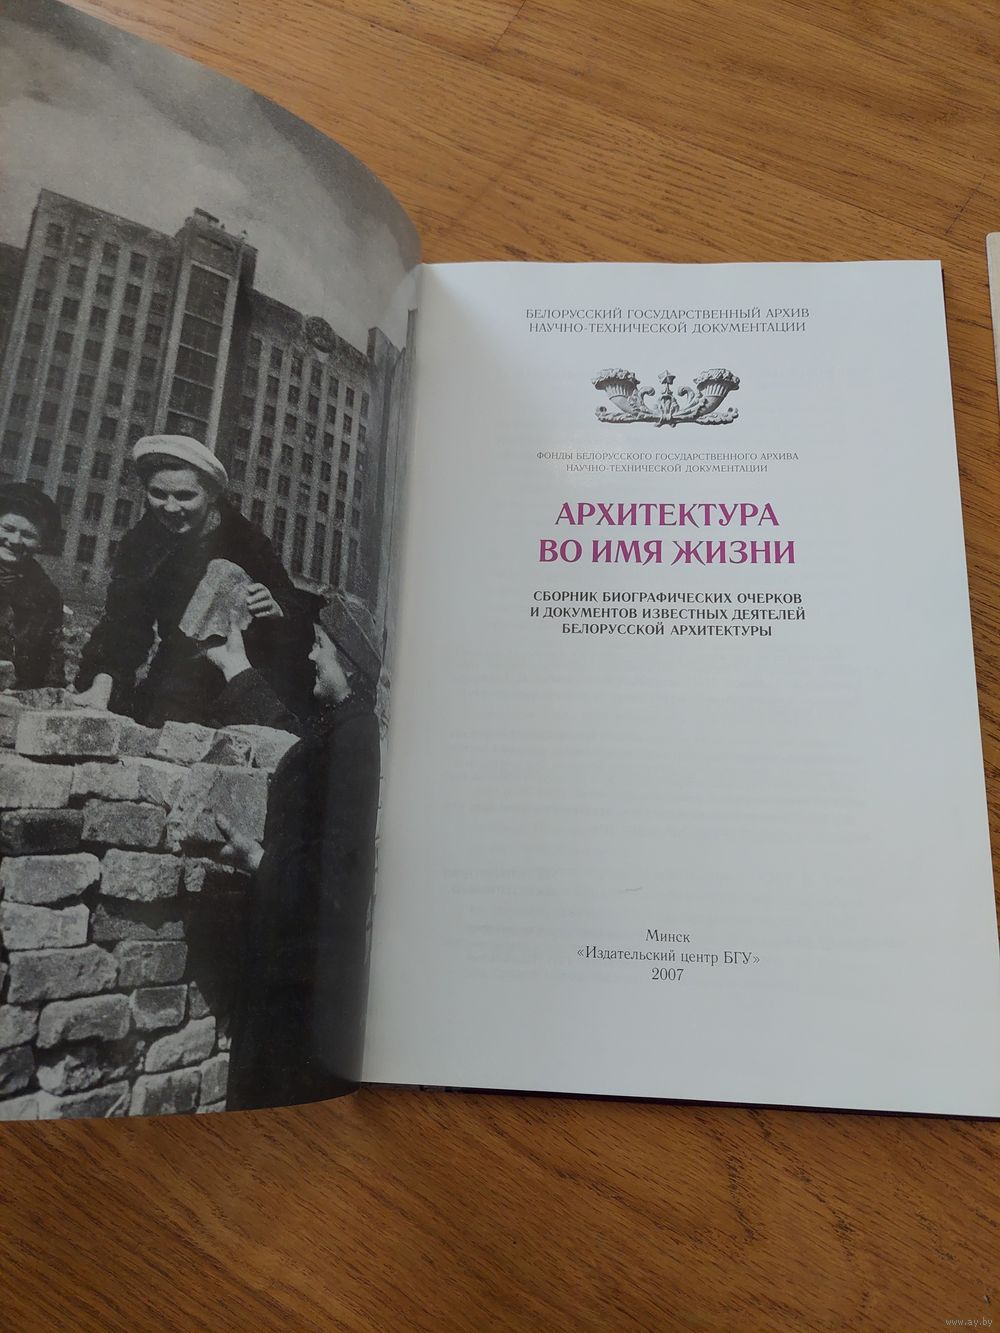 БЕЛОРУССКИЙ ГОСУДАРСТВЕННЫЙ АРХИВ
НАУЧНО-ТЕХНИЧЕСКОЙ ДОКУМЕНТАЦИИ
ФОНДЫ БЕЛОРУССКОГО ГОСУДАРСТВЕННОГО АРХИВА
НАУЧНО-ТЕХНИЧЕСКОЙ ДОКУМЕНТАЦИИ
АРХИТЕКТУРА
ВО ИМЯ ЖИЗНИ
СБОРНИК БИОГРАФИЧЕСКИХ ОЧЕРКОВ
И ДОКУМЕНТОВ ИЗВЕСТНЫХ ДЕЯТЕЛЕЙ
БЕЛОРУССКОЙ АРХИТЕКТУРЫ
Минск
«Издательский центр БГУ»
2007
www.ay.by